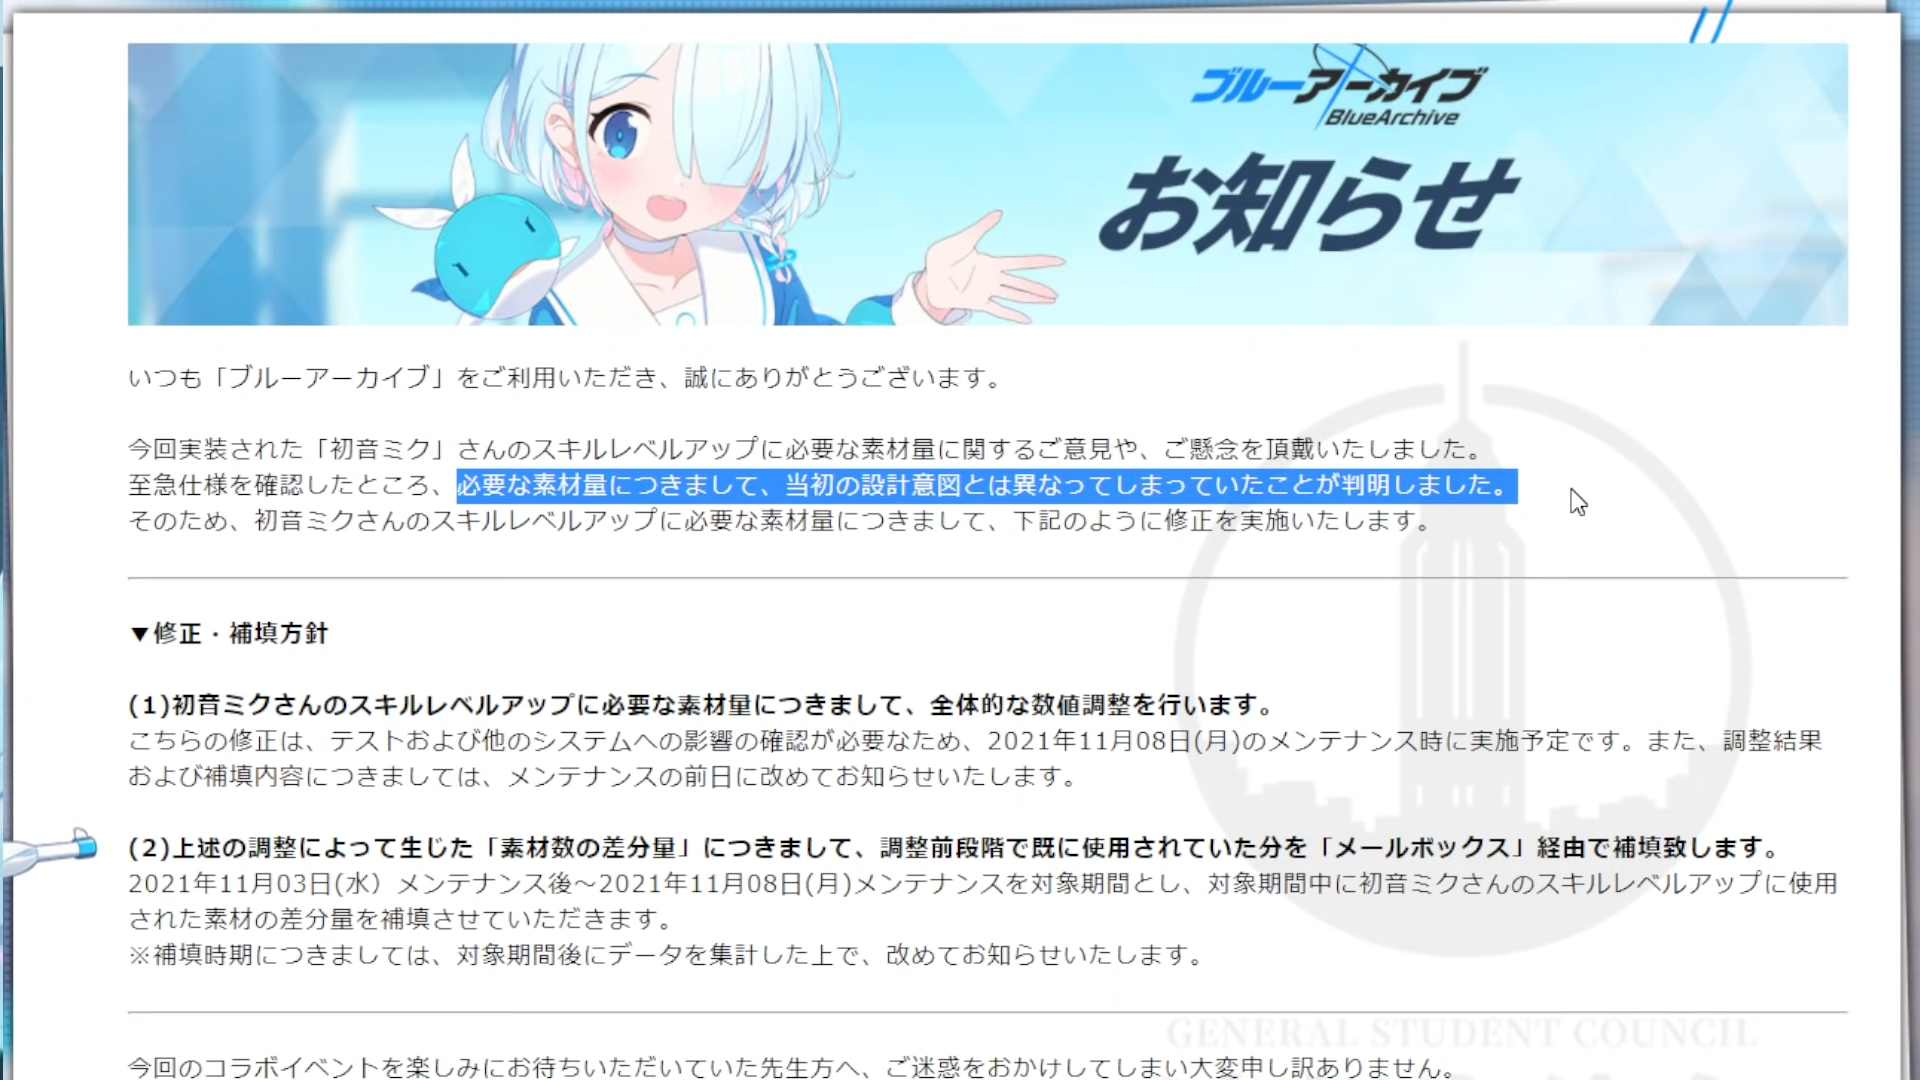 ブルーアーカイブ
BlueArchive
お知らせ
いつも「ブルーアーカイブ」をご利用いただき、誠にありがとうございます。
今回実装された「初音ミク」さんのスキルレベルアップに必要な素材量に関するご意見や、ご懸念を頂戴いたしました。
至急仕様を確認したところ、必要な素材量につきまして、当初の設計意図とは異なってしまっていたことが判明しました。
そのため、初音ミクさんのスキルレベルアップに必要な素材量につきまして、下記のように修正を実施いたします。
▼修正・補填方針
(1)初音ミクさんのスキルレベルアップに必要な素材量につきまして、全体的な数値調整を行います。
こちらの修正は、テストおよび他のシステムへの影響の確認が必要なため、2021年11月08日(月)のメンテナンス時に実施予定です。また、調整結果
および補填内容につきましては、メンテナンスの前日に改めてお知らせいたします。
(2)上述の調整によって生じた「素材数の差分量」につきまして、調整前段階で既に使用されていた分を「メールボックス」経由で補填致します。
2021年11月03日(水）メンテナンス後～2021年11月08日(月)メンテナンスを対象期間とし、対象期間中に初音ミクさんのスキルレベルアップに使用
された素材の差分量を補填させていただきます。
※補填時期につきましては、対象期間後にデータを集計した上で、改めてお知らせいたします。
GENERAL STUDENT COUNCIL
今回のコラボイベントを楽しみにお待ちいただいていた先生方へ、ご迷惑をおかけしてしまい大変申し訳ありません。